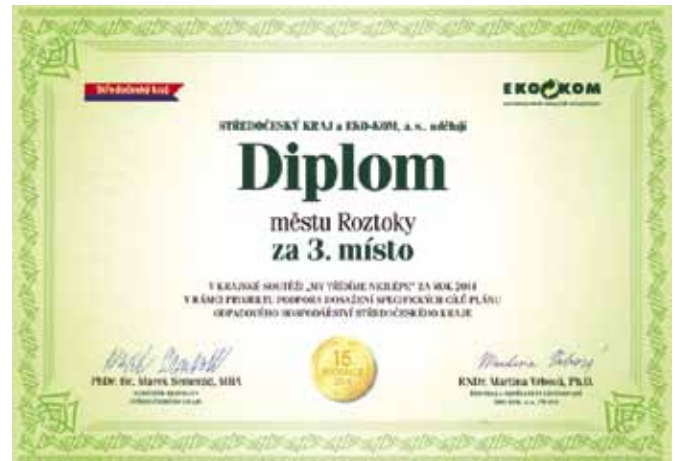 Středočeský kraj
EKO KOM
STŘEDOČESKÝ KRAJ a EKO-KOM, a. s., udělují
Diplom
městu Roztoky
za 3. místo
V KRAJSKÉ SOUTĚŽI „MY TŘÍDÍME NEJLÉPE“ ZA ROK
V RÁMCI PROJEKTU PODPORA DOSAŽENÍ SPECIFICKÝCH CÍLŮ PLÁNU
ODPADOVÉHO HOSPODÁŘSTVÍ STŘEDOČESKÉHO KRAJE
15.
PhDr. Bc. Marek Semerád, MBA
RNDr. Martina Vrbová, Ph.D.